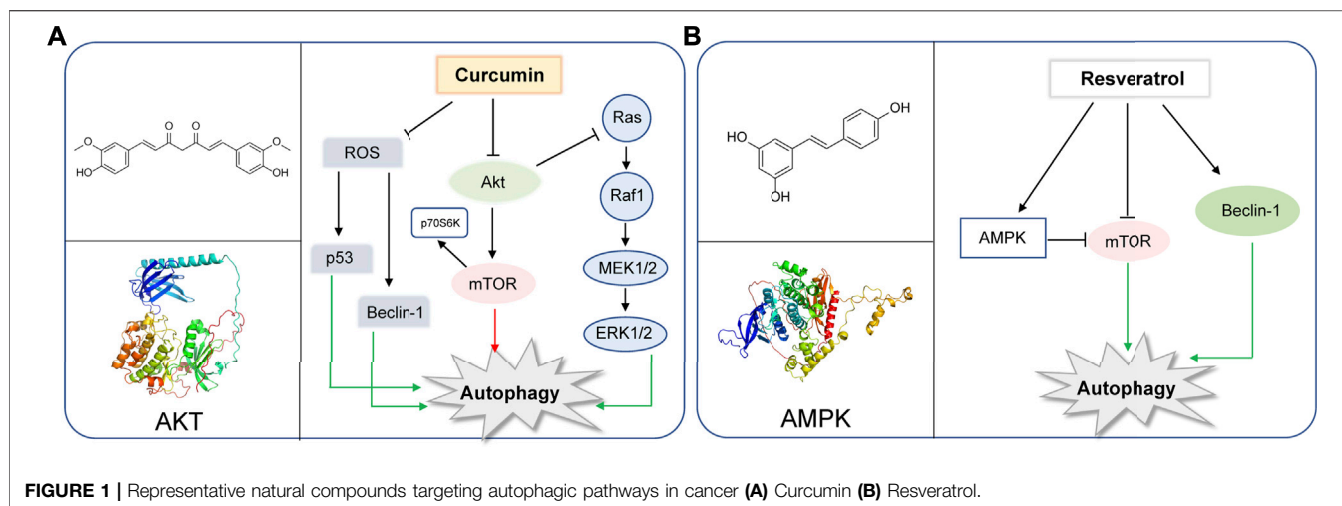 A
Curcumin
ROS
Akt
Ras
Raf1
p70S6K
p53
mTOR
MEK1/2
Beclir-1
ERK1/2
Autophagy
O
O
O
O
HO
OH
AKT
B
Resveratrol
OH
HO
OH
AMPK
mTOR
Beclin-1
Autophagy
AMPK
FIGURE 1 | Representative natural compounds targeting autophagic pathways in cancer (A) Curcumin (B) Resveratrol.